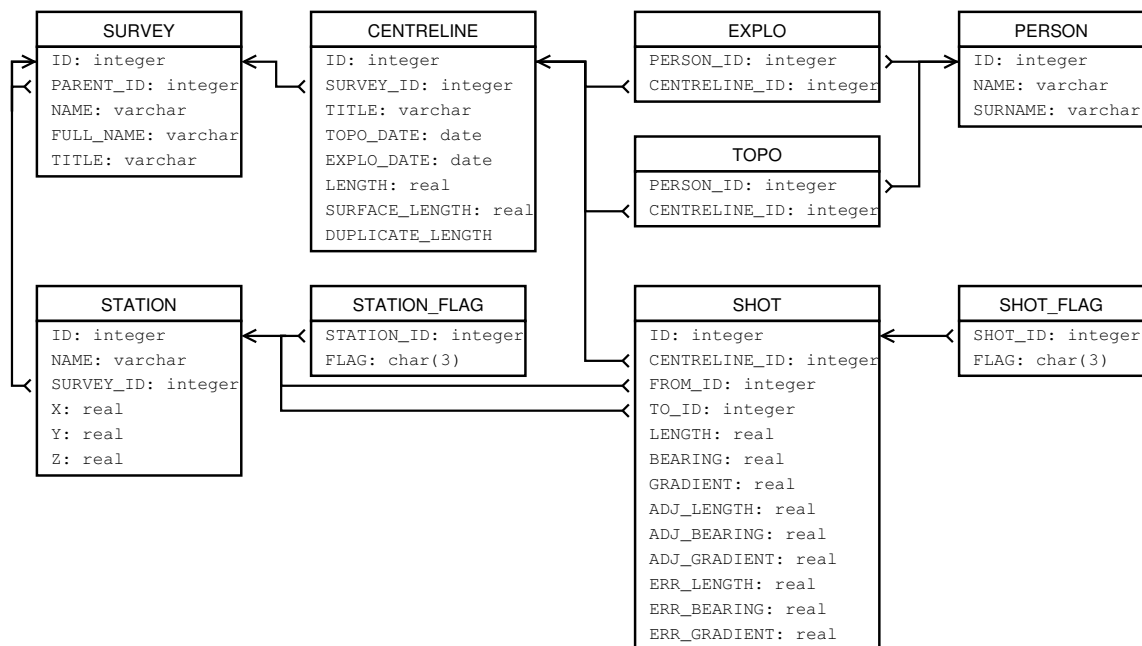 SURVEY
ID: integer
PARENT_ID: integer
NAME: varchar
FULL_NAME: varchar
TITLE: varchar
CENTRELINE
ID: integer
SURVEY_ID: integer
TITLE: varchar
TOPO_DATE: date
EXPLO_DATE: date
LENGTH: real
SURFACE_LENGTH: real
DUPLICATE_LENGTH
EXPLO
PERSON_ID: integer
CENTRELINE_ID: integer
PERSON
ID: integer
NAME: varchar
SURNAME: varchar
TOPO
PERSON_ID: integer
CENTRELINE_ID: integer
STATION
ID: integer
NAME: varchar
SURVEY_ID: integer
X: real
Y: real
Z: real
STATION_FLAG
STATION_ID: integer
FLAG: char(3)
SHOT
ID: integer
CENTRELINE_ID: integer
FROM_ID: integer
TO_ID: integer
LENGTH: real
BEARING: real
GRADIENT: real
ADJ_LENGTH: real
ADJ_BEARING: real
ADJ_GRADIENT: real
ERR_LENGTH: real
ERR_BEARING: real
ERR_GRADIENT: real
SHOT_FLAG
SHOT_ID: integer
FLAG: char(3)